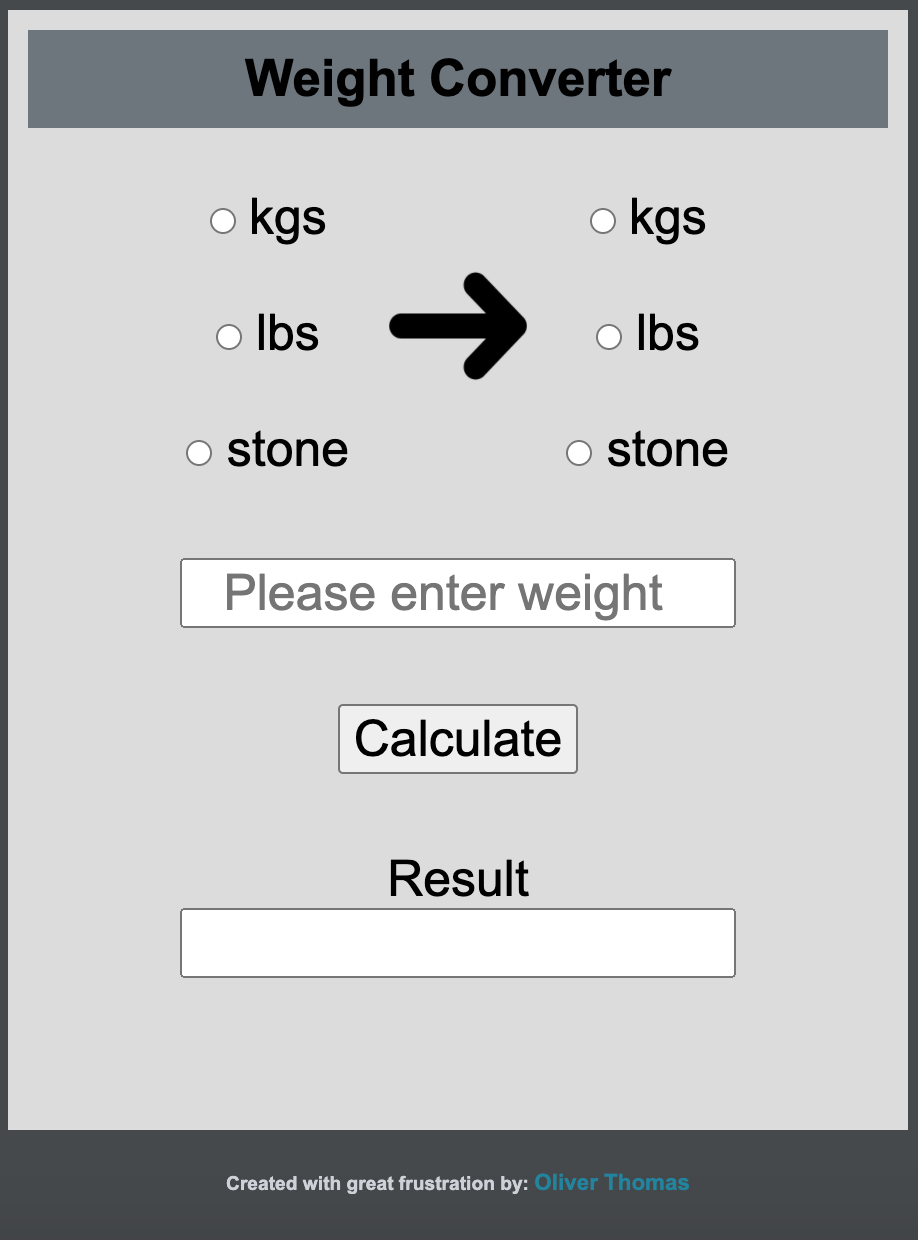 Weight Converter
kgs
kgs
lbs
lbs
stone
stone
Please enter weight
Calculate
Result
Created with great frustration by: Oliver Thomas